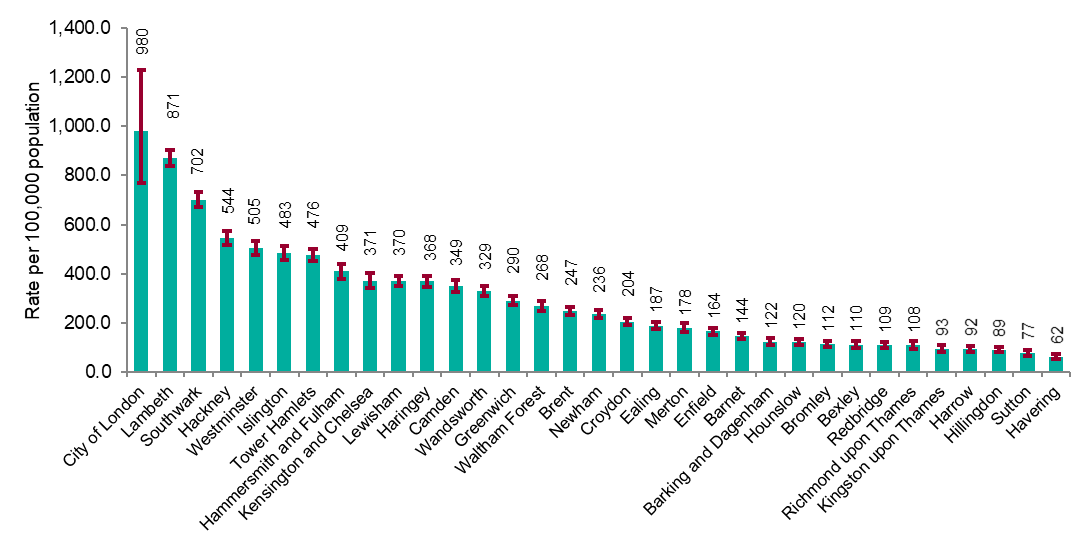 Rate per 100,000 population
1,400.0
1,200.0
1,000.0
800.0
600.0
400.0
200.0
0.0
980
871
702
544
505
483
476
409
371
370
368
349
329
290
268
247
236
204
187
178
164
144
122
120
112
110
109
108
93
92
89
77
62
City of London
Lambeth
Southwark
Hackney
Westminster
Islington
Tower Hamlets
Hammersmith and Fulham
Kensington and Chelsea
Lewisham
Haringey
Camden
Wandsworth
Greenwich
Waltham Forest
Brent
Newham
Croydon
Ealing
Merton
Enfield
Barnet
Barking and Dagenham
Hounslow
Bromley
Bexley
Redbridge
Richmond upon Thames
Kingston upon Thames
Harrow
Hillingdon
Sutton
Havering